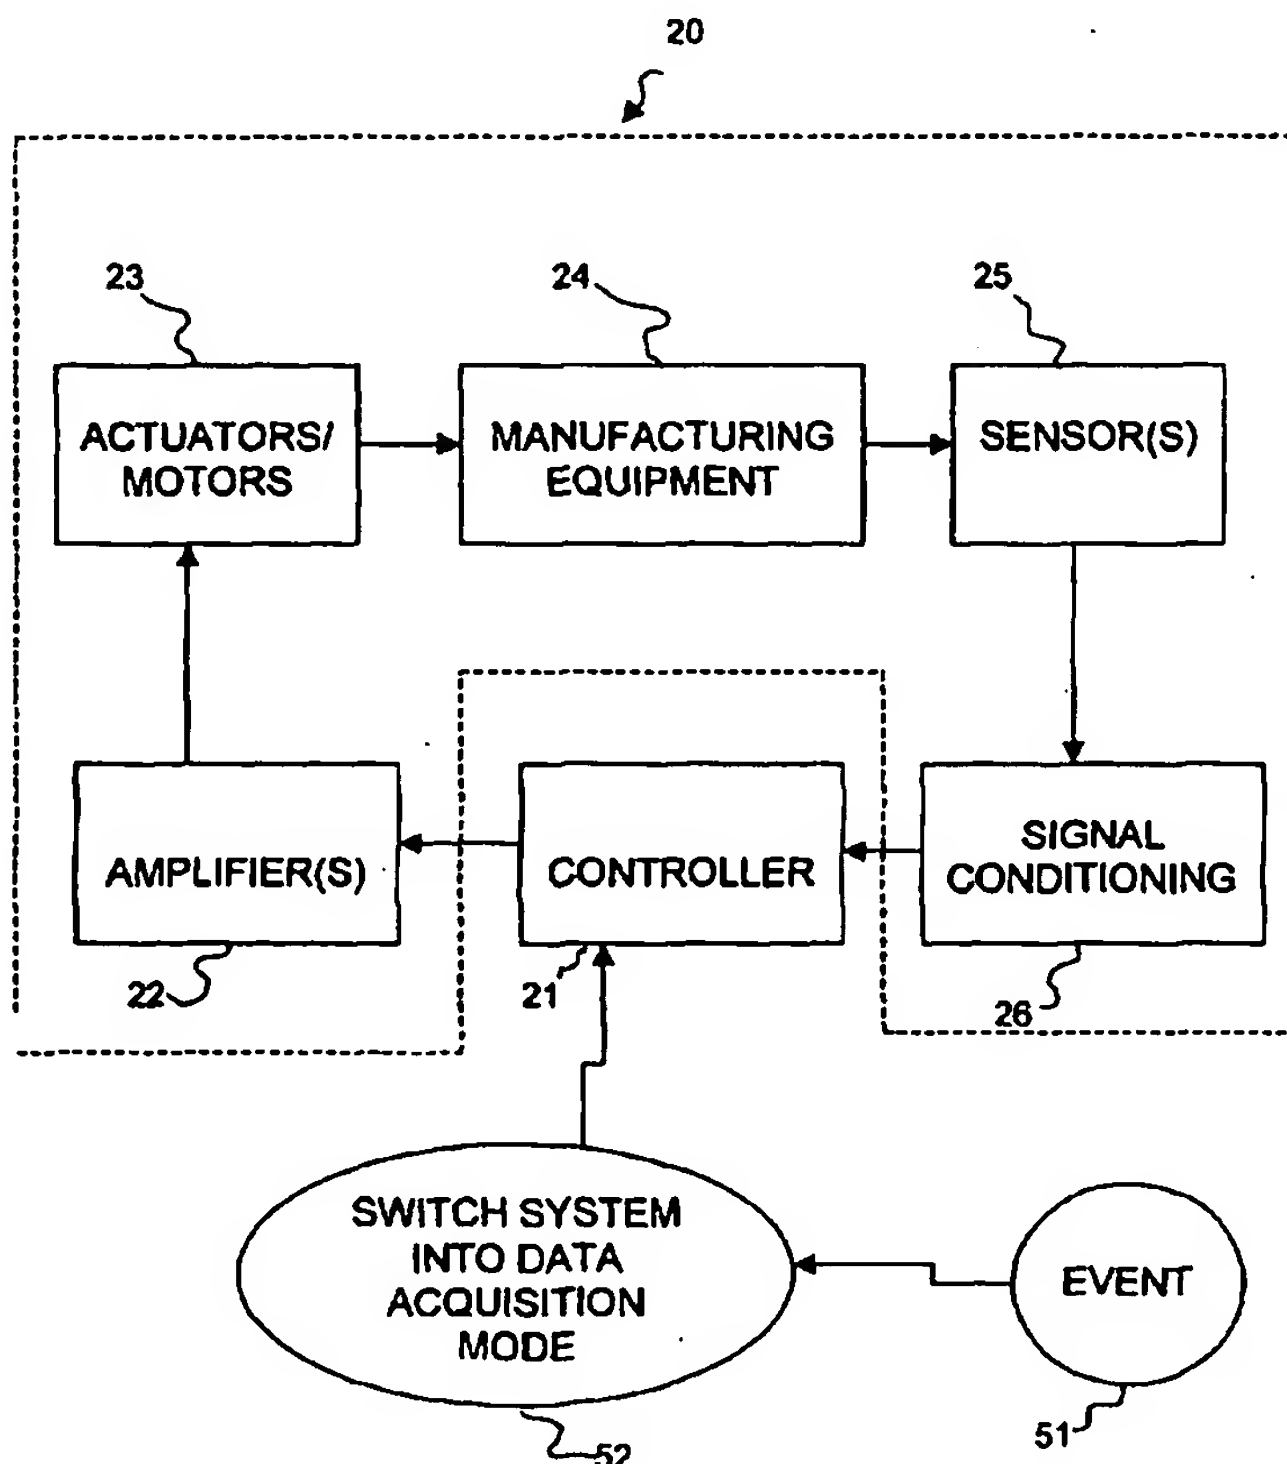 20
23
24
25
ACTUATORS/
MOTORS
MANUFACTURING
EQUIPMENT
SENSOR(S)
AMPLIFIER(S)
CONTROLLER
SIGNAL
CONDITIONING
22
21
26
SWITCH SYSTEM
INTO DATA
ACQUISITION
MODE
EVENT
52
51